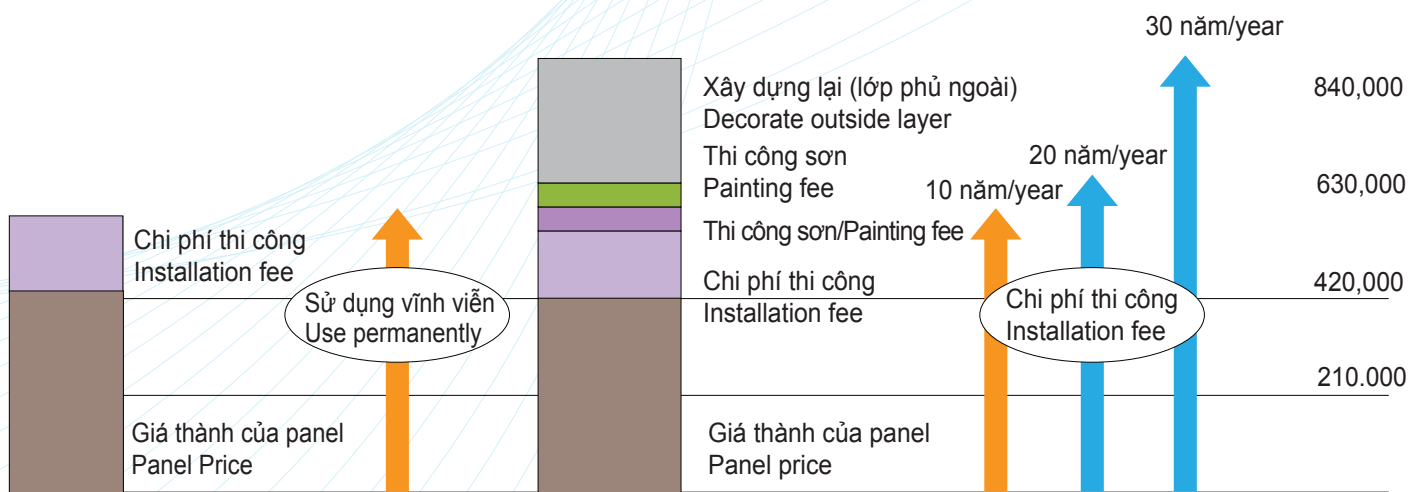 30 năm/year
Xây dựng lại (lớp phủ ngoài)
Decorate outside layer
840,000
Thi công sơn
Painting fee
20 năm/year
10 năm/year
630,000
Chi phí thi công
Installation fee
Thi công sơn/Painting fee
Sử dụng vĩnh viễn
Use permanently
Chi phí thi công
Installation fee
Chi phí thi công
Installation fee
420,000
210.000
Giá thành của panel
Panel Price
Giá thành của panel
Panel price